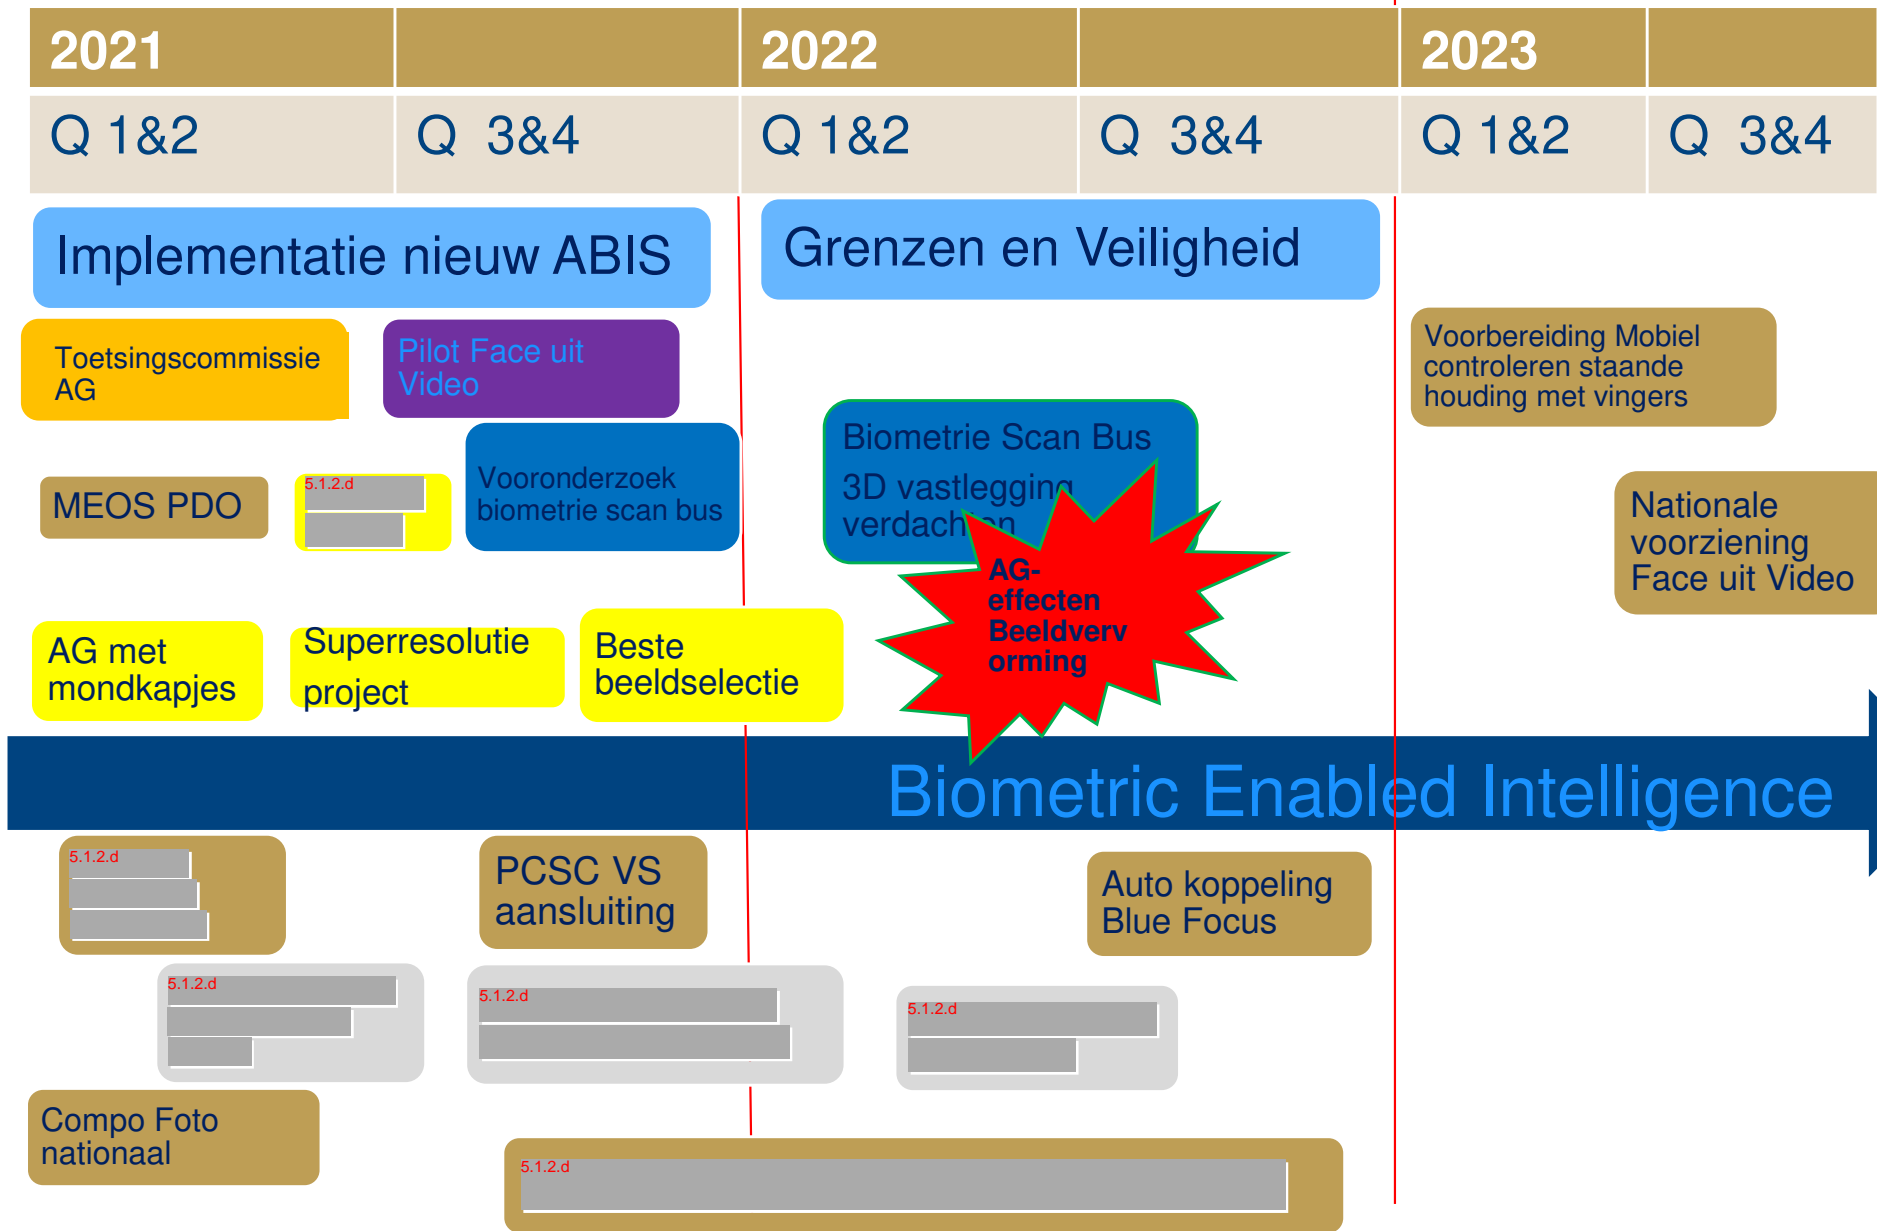 2021
2022
2023
Q 1&2
Q 3&4
Q 1&2
Q 3&4
Q 1&2
Q 3&4
Implementatie nieuw ABIS
Grenzen en Veiligheid
Toetsingscommissie
AG
Pilot Face uit
Video
Voorbereiding Mobiel
controleren staande
houding met vingers
MEOS PDO
5.1.2.d
Vooronderzoek
biometrie scan bus
Biometrie Scan Bus
3D vastlegging
verdachten
AG-
effecten
Beeldverv
orming
Nationale
voorziening
Face uit Video
AG met
mondkapjes
Superresolutie
project
Beste
beeldselectie
Biometric Enabled Intelligence
5.1.2.d
PCSC VS
aansluiting
Auto koppeling
Blue Focus
5.1.2.d
5.1.2.d
5.1.2.d
Compo Foto
nationaal
5.1.2.d